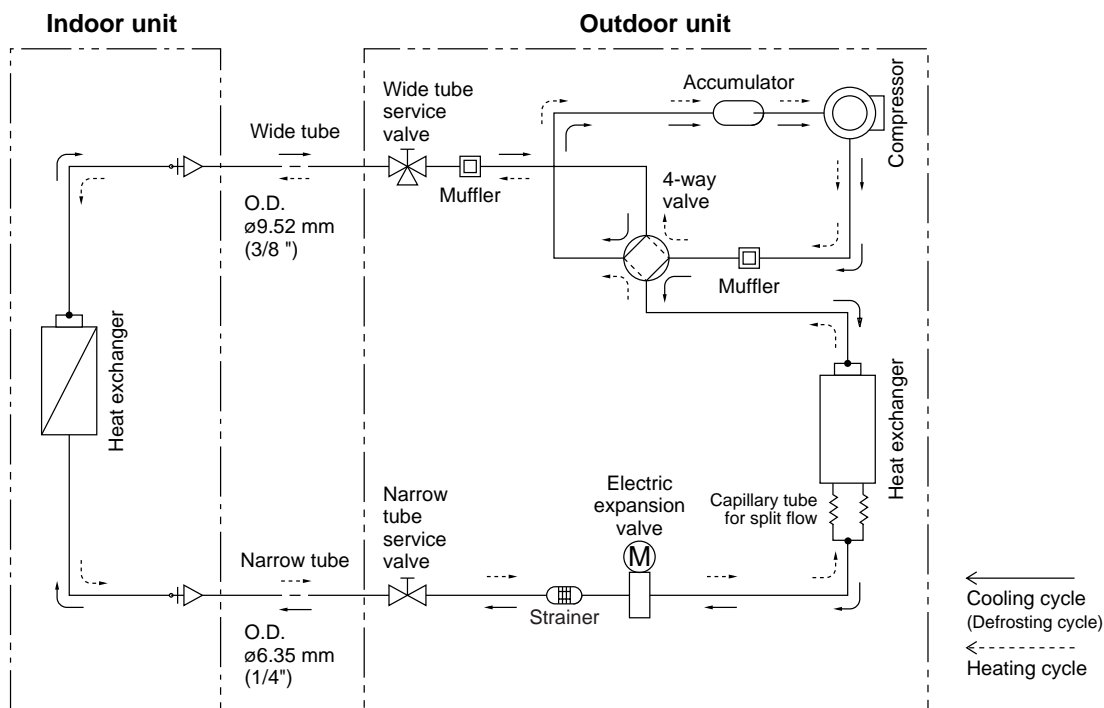 Indoor unit
Outdoor unit
Wide tube
service
valve
Accumulator
Compressor
Wide tube
Muffler
4-way
valve
O.D.
ø9.52 mm
(3/8 ")
Muffler
Heat exchanger
Heat exchanger
Narrow
tube
service
valve
Electric
expansion
valve
Capillary tube
for split flow
M
Narrow tube
Strainer
O.D.
ø6.35 mm
(1/4")
Cooling cycle
(Defrosting cycle)
Heating cycle